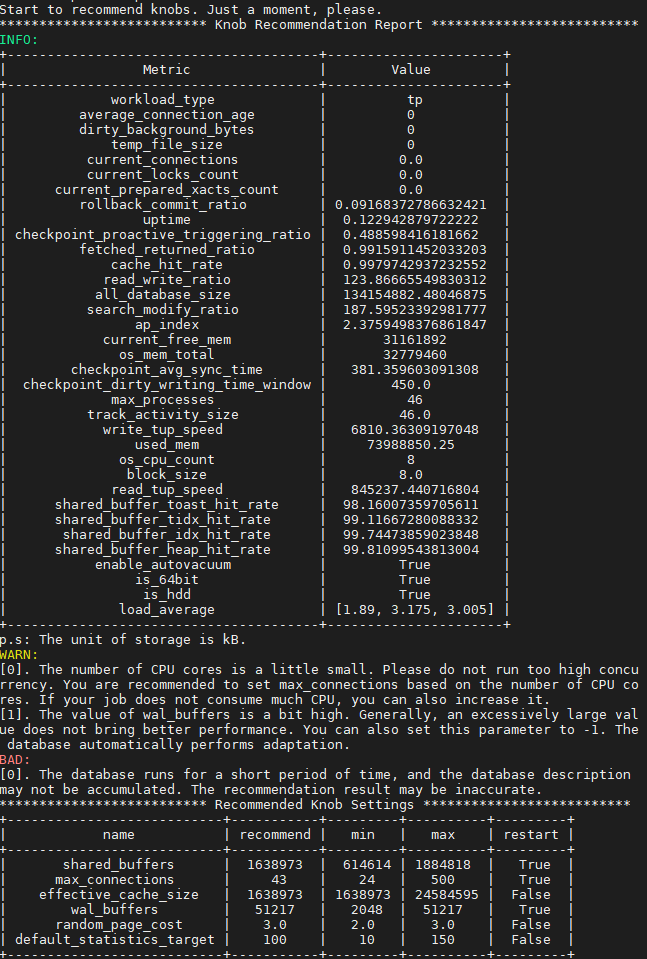 Start to recommend knobs. Just a moment, please.
************************** Knob Recommendation Report **************************
INFO:
+---------------------------------------+----------------------+
| Metric | Value |
+---------------------------------------+----------------------+
| workload_type | tp |
| average_connection_age | 0 |
| dirty_background_bytes | 0 |
| temp_file_size | 0 |
| current_connections | 0.0 |
| current_locks_count | 0.0 |
| current_prepared_xacts_count | 0.0 |
| rollback_commit_ratio | 0.09168372786632421 |
| uptime | 0.122942879722222 |
| checkpoint_proactive_triggering_ratio | 0.488598416181662 |
| fetched_returned_ratio | 0.9915911452033203 |
| cache_hit_rate | 0.9979742937232552 |
| read_write_ratio | 123.86665549830312 |
| all_database_size | 134154882.48046875 |
| search_modify_ratio | 187.59523392981777 |
| ap_index | 2.3759498376861847 |
| current_free_mem | 31161892 |
| os_mem_total | 32779460 |
| checkpoint_avg_sync_time | 381.359603091308 |
| checkpoint_dirty_writing_time_window | 450.0 |
| max_processes | 46 |
| track_activity_size | 46.0 |
| write_tup_speed | 6810.36309197048 |
| used_mem | 73988850.25 |
| os_cpu_count | 8 |
| block_size | 8.0 |
| read_tup_speed | 845237.440716804 |
| shared_buffer_toast_hit_rate | 98.16007359705611 |
| shared_buffer_tidx_hit_rate | 99.11667280088332 |
| shared_buffer_idx_hit_rate | 99.74473859023848 |
| shared_buffer_heap_hit_rate | 99.81099543813004 |
| enable_autovacuum | True |
| is_64bit | True |
| is_hdd | True |
| load_average | [1.89, 3.175, 3.005] |
+---------------------------------------+----------------------+
p.s: The unit of storage is kB.
WARN:
[0]. The number of CPU cores is a little small. Please do not run too high concu
rrency. You are recommended to set max_connections based on the number of CPU co
res. If your job does not consume much CPU, you can also increase it.
[1]. The value of wal_buffers is a bit high. Generally, an excessively large val
ue does not bring better performance. You can also set this parameter to -1. The
 database automatically performs adaptation.
BAD:
[0]. The database runs for a short period of time, and the database description
may not be accumulated. The recommendation result may be inaccurate.
************************** Recommended Knob Settings **************************
+---------------------------+-----------+---------+----------+---------+
| name | recommend | min | max | restart |
+---------------------------+-----------+---------+----------+---------+
| shared_buffers | 1638973 | 614614 | 1884818 | True |
| max_connections | 43 | 24 | 500 | True |
| effective_cache_size | 1638973 | 1638973 | 24584595 | False |
| wal_buffers | 51217 | 2048 | 51217 | True |
| random_page_cost | 3.0 | 2.0 | 3.0 | False |
| default_statistics_target | 100 | 10 | 150 | False |
+---------------------------+-----------+---------+----------+---------+